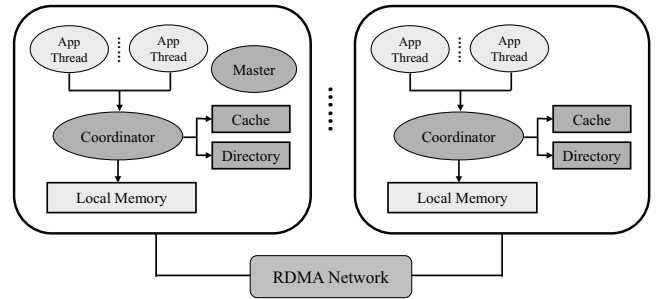 App
Thread
App
Thread
Master
Coordinator
Cache
Directory
Local Memory
App
Thread
App
Thread
Coordinator
Cache
Directory
Local Memory
RDMA Network